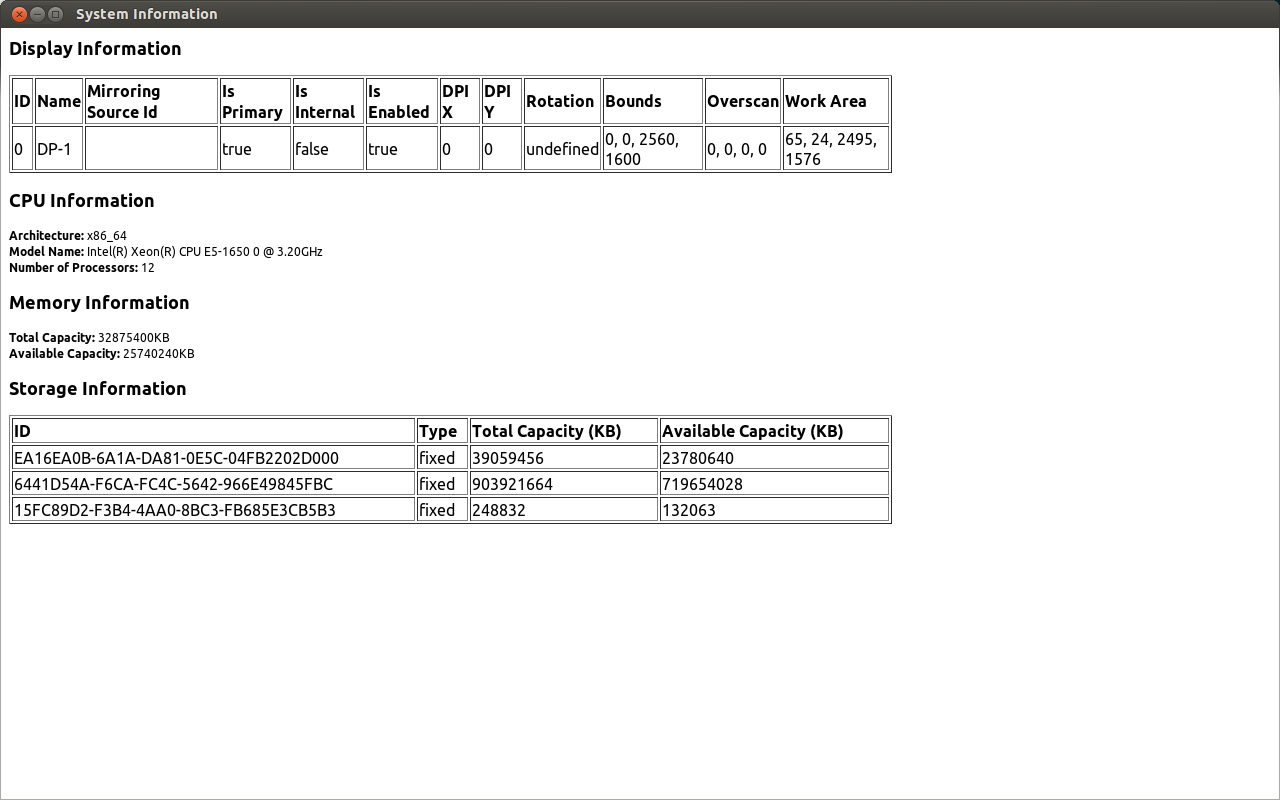 System Information
Display Information
ID Name Mirroring Source Id Is Primary Is Internal Is Enabled DPI X DPI Y Rotation Bounds Overscan Work Area
0 DP-1 true false true 0 0 undefined 0, 0, 2560, 1600 0, 0, 0, 0 65, 24, 2495, 1576
CPU Information
Architecture: x86_64
Model Name: Intel(R) Xeon(R) CPU E5-1650 0 @ 3.20GHz
Number of Processors: 12
Memory Information
Total Capacity: 32875400KB
Available Capacity: 25740240KB
Storage Information
ID Type Total Capacity (KB) Available Capacity (KB)
EA16EA0B-6A1A-DA81-0E5C-04FB2202D000 fixed 39059456 23780640
6441D54A-F6CA-FC4C-5642-966E49845FBC fixed 903921664 719654028
15FC89D2-F3B4-4AA0-8BC3-FB685E3CB5B3 fixed 248832 132063